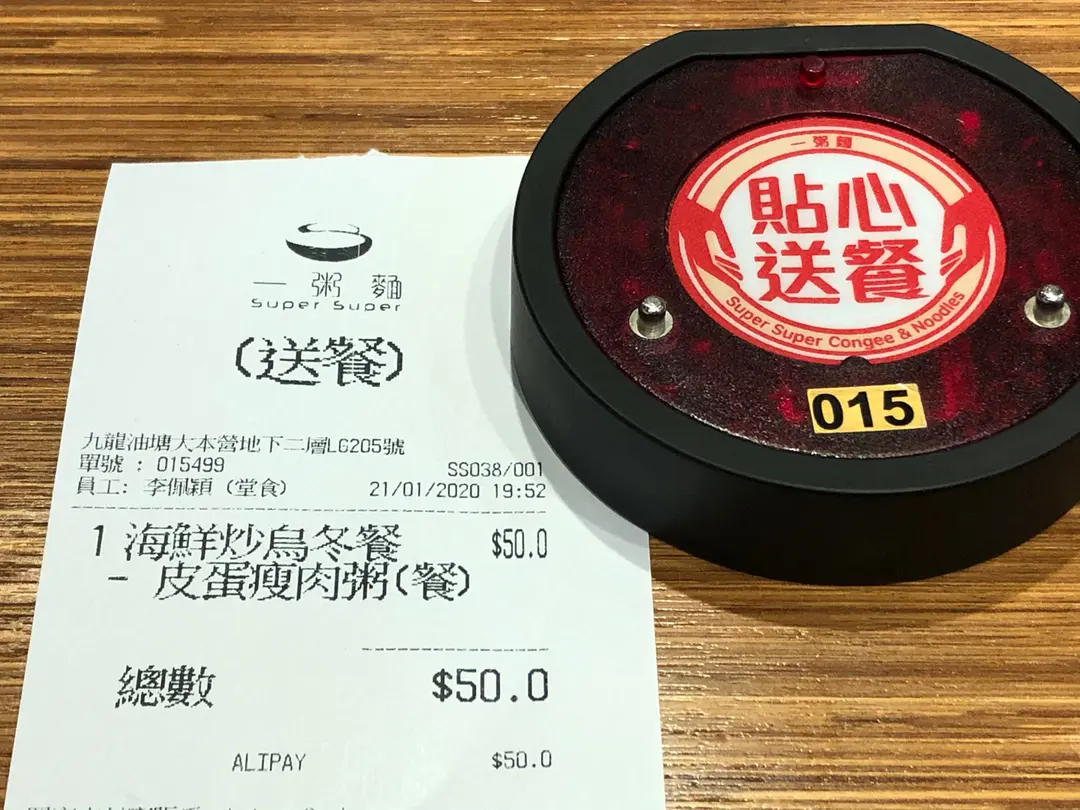 一 粥 麵
Super Super
(送餐)
九龍油塘大本營地下二層LG205號
單號 : 015499 SS038/001
員工: 李佩穎 (堂食) 21/01/2020 19:52
1 海鮮炒烏冬餐 $50.0
- 皮蛋瘦肉粥(餐)
總數 $50.0
ALIPAY $50.0
一粥麵
貼心
送餐
Super Super Congee & Noodles
015